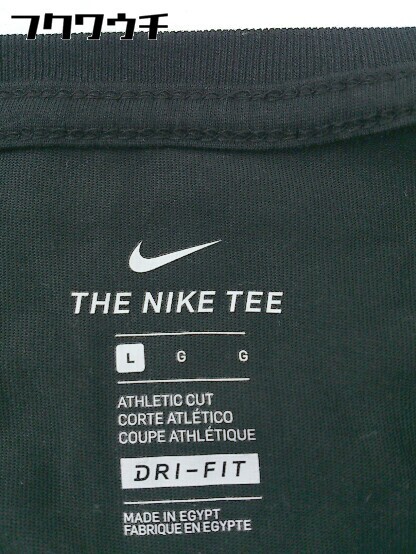 フクウクチ
THE NIKE TEE
L G G
ATHLETIC CUT
CORTE ATLÉTICO
COUPE ATHLÉTIQUE
DRI-FIT
MADE IN EGYPT
FABRIQUE EN EGYPTE